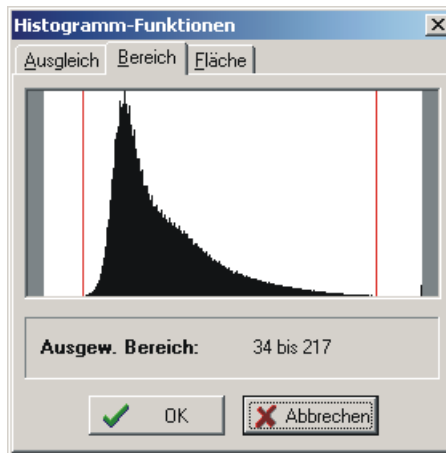 Histogramm-Funktionen
Ausgleich Bereich Fläche
Ausgew. Bereich: 34 bis 217
OK Abbrechen